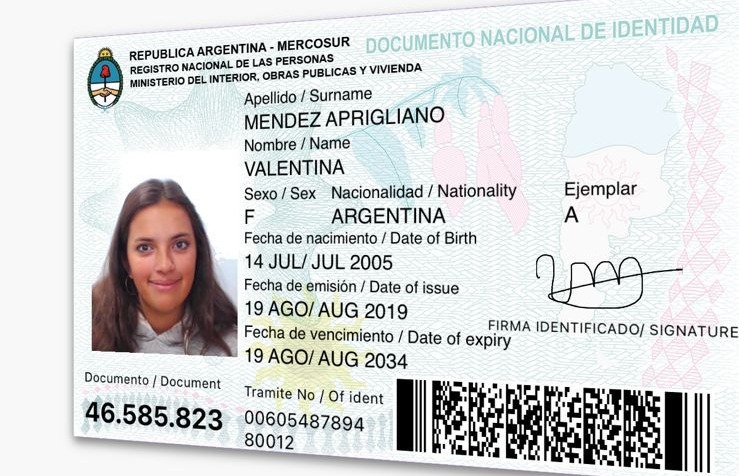 REPUBLICA ARGENTINA - MERCOSUR
REGISTRO NACIONAL DE LAS PERSONAS
MINISTERIO DEL INTERIOR, OBRAS PUBLICAS Y VIVIENDA
DOCUMENTO NACIONAL DE IDENTIDAD
Apellido / Surname
MENDEZ APRIGLIANO
Nombre / Name
VALENTINA
Sexo / Sex Nacionalidad / Nationality Ejemplar
F ARGENTINA A
Fecha de nacimiento / Date of Birth
14 JUL/ JUL 2005
Fecha de emisión / Date of issue
19 AGO/ AUG 2019
FIRMA IDENTIFICADO/ SIGNATURE
Fecha de vencimiento / Date of expiry
19 AGO/ AUG 2034
Documento / Document
46.585.823
Tramite No / Of ident
00605487894
80012